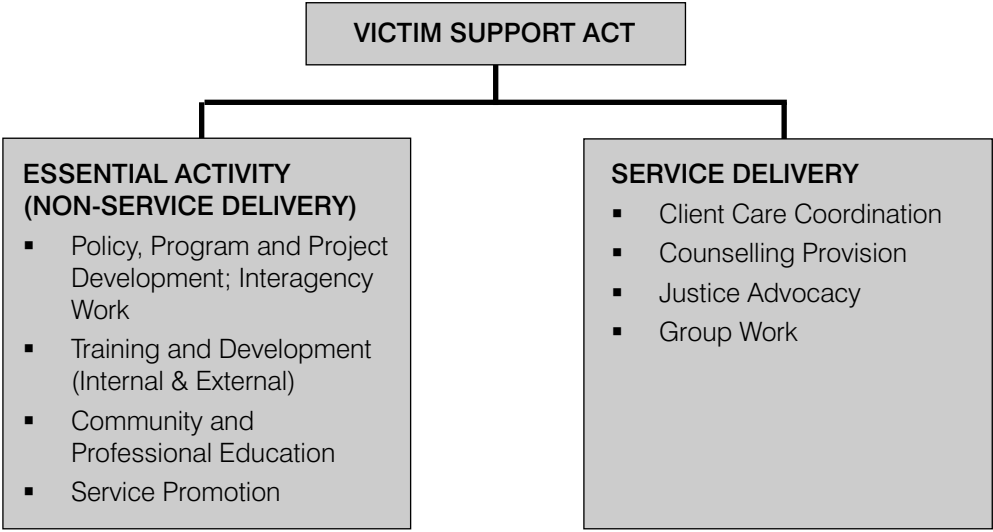 VICTIM SUPPORT ACT
ESSENTIAL ACTIVITY
(NON-SERVICE DELIVERY)
▪ Policy, Program and Project
Development; Interagency
Work
▪ Training and Development
(Internal & External)
▪ Community and
Professional Education
▪ Service Promotion
SERVICE DELIVERY
▪ Client Care Coordination
▪ Counselling Provision
▪ Justice Advocacy
▪ Group Work